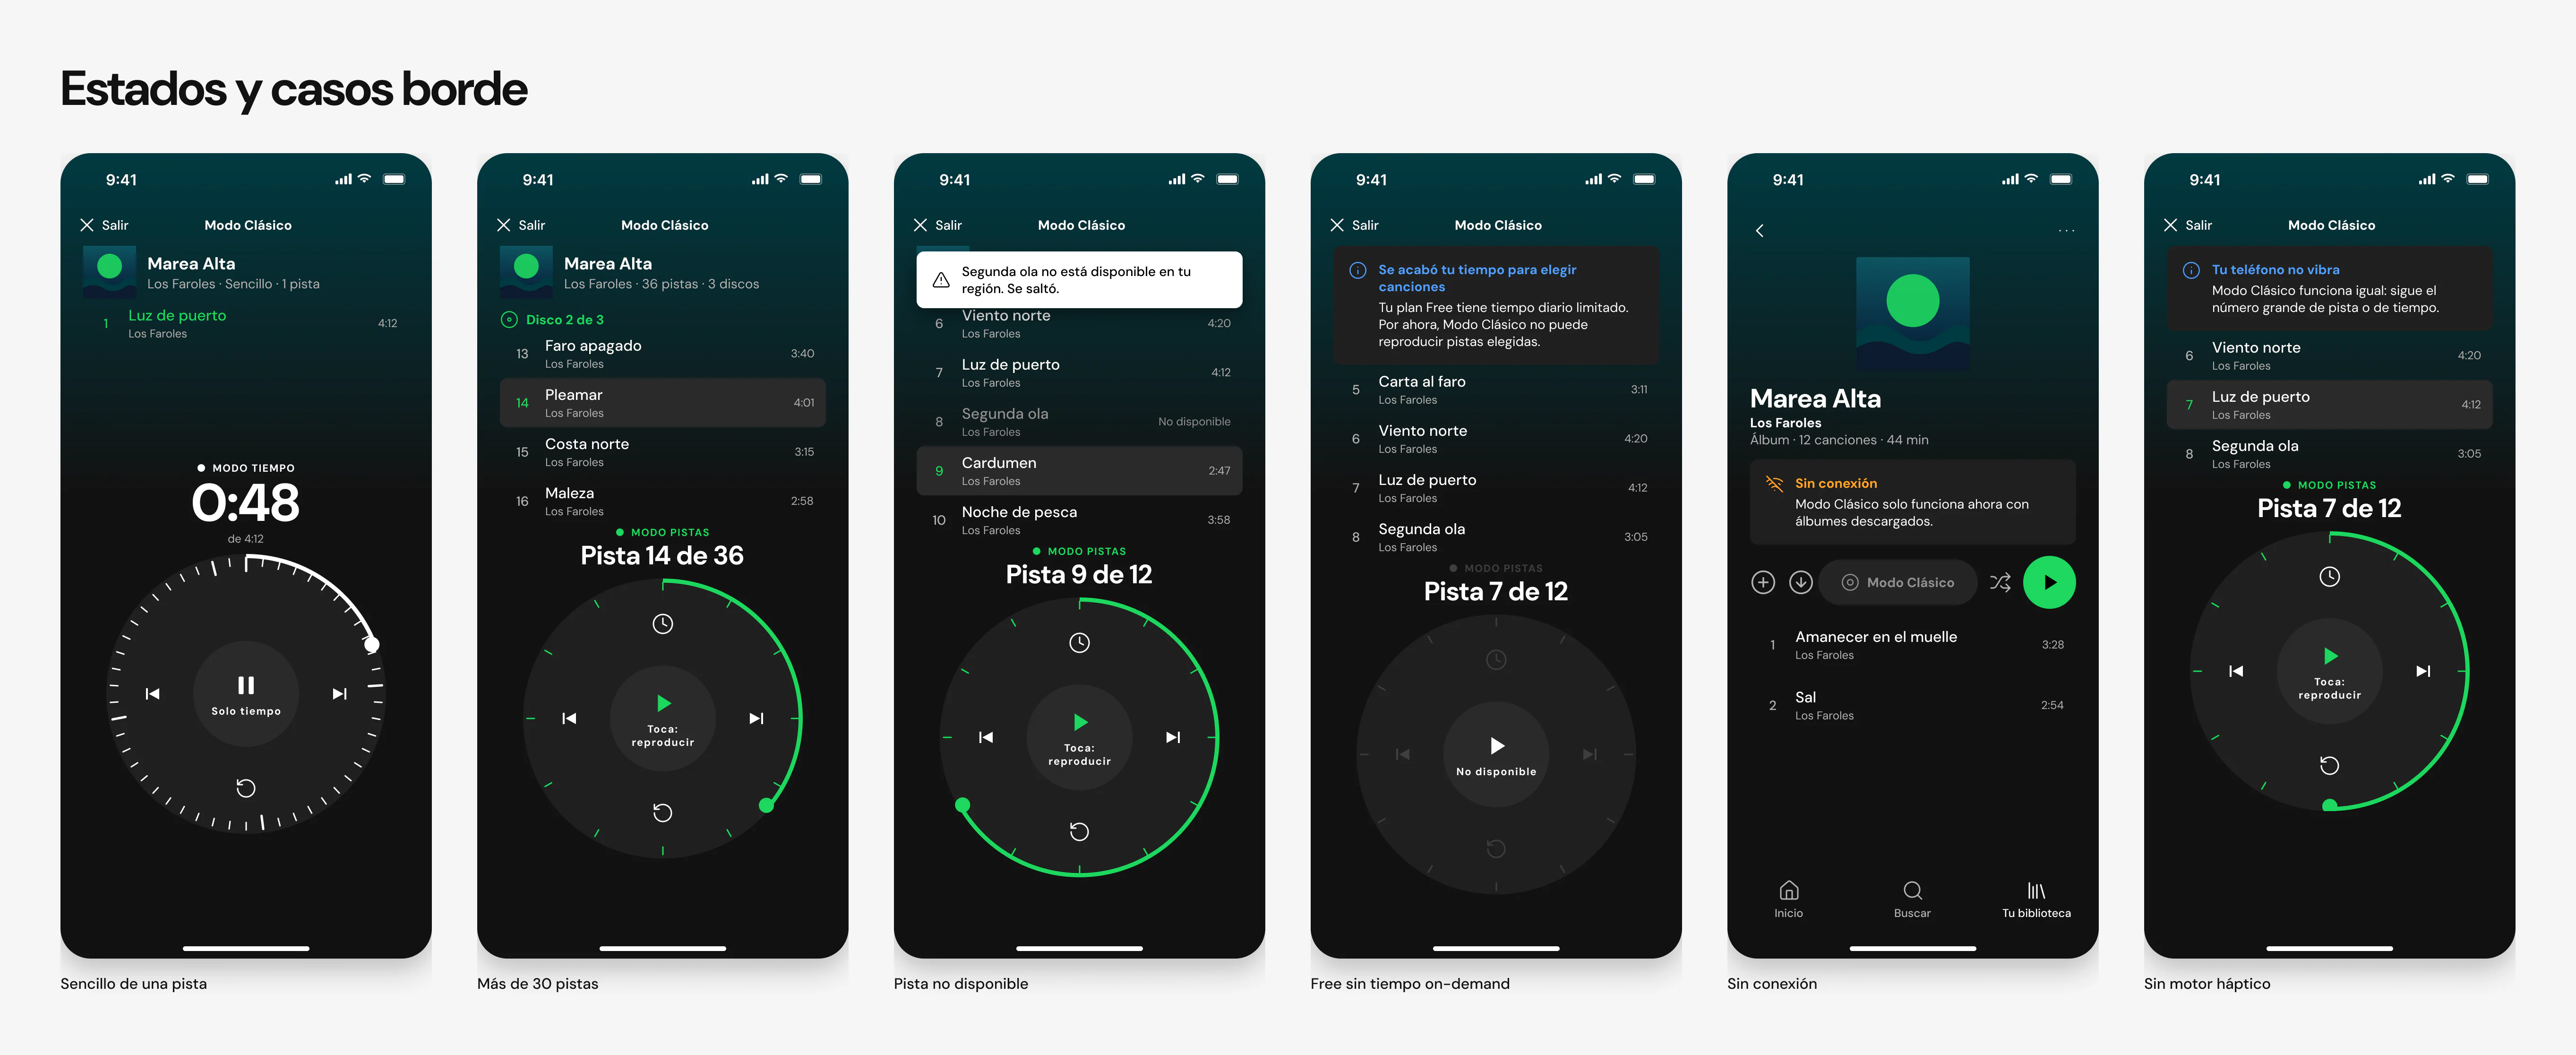 Estados y casos borde
9:41
Salir
Modo Clásico
Marea Alta
Los Faroles · Sencillo · 1 pista
1
Luz de puerto
4:12
Los Faroles
MODO TIEMPO
0:48
de 4:12
Solo tiempo
Sencillo de una pista
9:41
Salir
Modo Clásico
Marea Alta
Los Faroles · 36 pistas · 3 discos
Disco 2 de 3
13
Faro apagado
3:40
Los Faroles
14
Pleamar
4:01
Los Faroles
15
Costa norte
3:15
Los Faroles
16
Maleza
2:58
Los Faroles
MODO PISTAS
Pista 14 de 36
Toca:
reproducir
Más de 30 pistas
9:41
Salir
Modo Clásico
Segunda ola no está disponible en tu
región. Se saltó.
6
Viento norte
4:20
Los Faroles
7
Luz de puerto
4:12
Los Faroles
8
Segunda ola
No disponible
Los Faroles
9
Cardumen
2:47
Los Faroles
10
Noche de pesca
3:58
Los Faroles
MODO PISTAS
Pista 9 de 12
Toca:
reproducir
Pista no disponible
9:41
Salir
Modo Clásico
Se acabó tu tiempo para elegir
canciones
Tu plan Free tiene tiempo diario limitado.
Por ahora, Modo Clásico no puede
reproducir pistas elegidas.
5
Carta al faro
3:11
Los Faroles
6
Viento norte
4:20
Los Faroles
7
Luz de puerto
4:12
Los Faroles
8
Segunda ola
3:05
Los Faroles
MODO PISTAS
Pista 7 de 12
No disponible
Free sin tiempo on-demand
9:41
Marea Alta
Los Faroles
Álbum · 12 canciones · 44 min
Sin conexión
Modo Clásico solo funciona ahora con
álbumes descargados.
Modo Clásico
1
Amanecer en el muelle
3:28
Los Faroles
2
Sal
2:54
Los Faroles
Inicio
Buscar
Tu biblioteca
Sin conexión
9:41
Salir
Modo Clásico
Tu teléfono no vibra
Modo Clásico funciona igual: sigue el
número grande de pista o de tiempo.
6
Viento norte
4:20
Los Faroles
7
Luz de puerto
4:12
Los Faroles
8
Segunda ola
3:05
Los Faroles
MODO PISTAS
Pista 7 de 12
Toca:
reproducir
Sin motor háptico